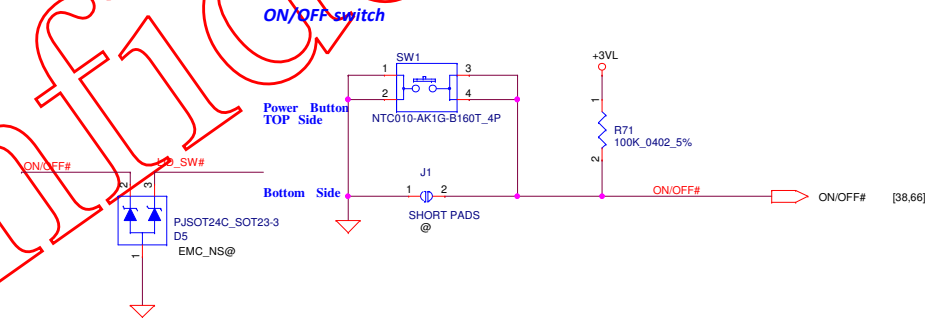 ON/OFF switch
SW1
+3VL
1
3
2
4
1
Power Button
TOP Side
NTC010-AK1G-B160T_4P
R71
100K_0402_5%
2
ON/OFF#
J1
Bottom Side
1
2
ON/OFF#
ON/OFF#
[38,66]
2
3
SHORT PADS
@
PJSOT24C_SOT23-3
D5
EMC_NS@
1